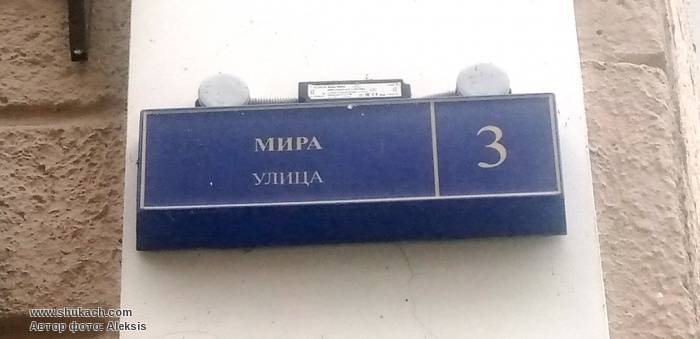 МИРА
УЛИЦА
3
www.shukach.com
Автор фото: Aleksis